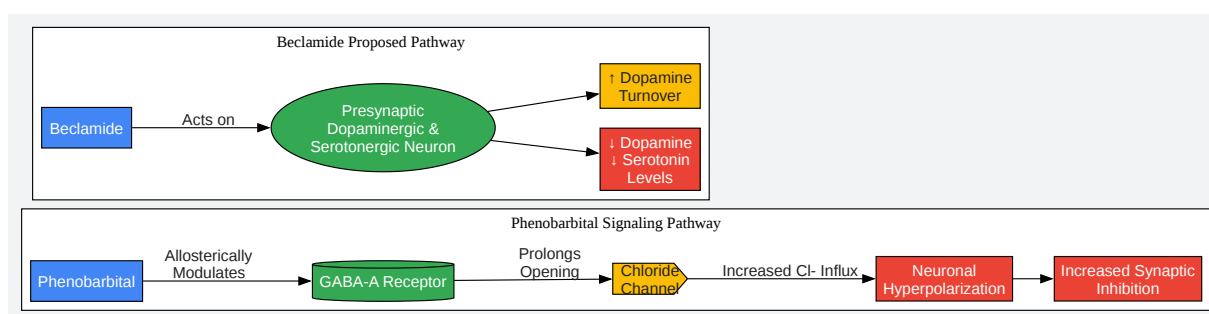 Beclamide Proposed Pathway
Beclamide
Acts on
Presynaptic
Dopaminergic &
Serotonergic Neuron
↑ Dopamine
Turnover
↓ Dopamine
↓ Serotonin
Levels
Phenobarbital Signaling Pathway
Phenobarbital
Allosterically
Modulates
GABA-A Receptor
Prolongs
Opening
Chloride
Channel
Increased Cl- Influx
Neuronal
Hyperpolarization
Increased Synaptic
Inhibition